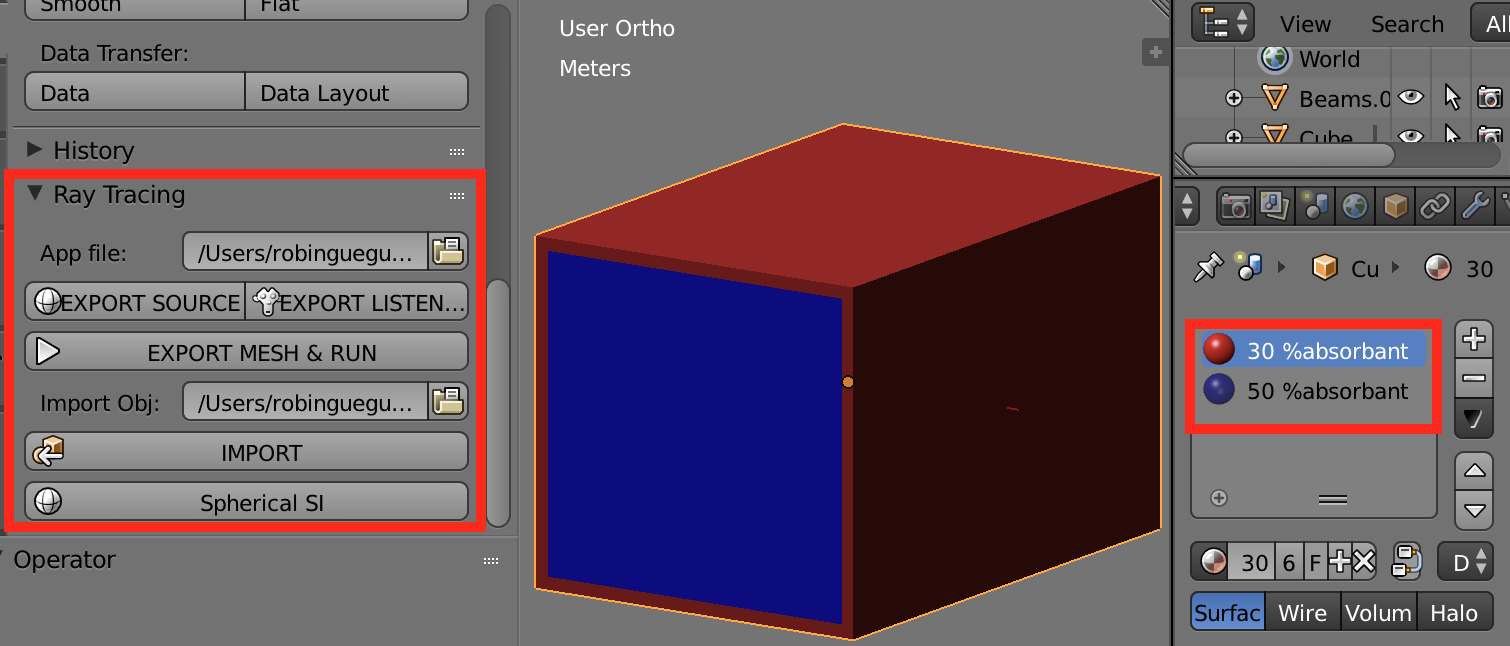 Smooth Flat
Data Transfer:
Data Data Layout
History
Ray Tracing
App file: /Users/robinguegu...
EXPORT SOURCE EXPORT LISTEN...
EXPORT MESH & RUN
Import Obj: /Users/robinguegu...
IMPORT
Spherical SI
Operator
User Ortho
Meters
View Search All
World
Beams.0
Cube
Cu 30
30 %absorbant
50 %absorbant
30 6 F D
Surfac Wire Volum Halo